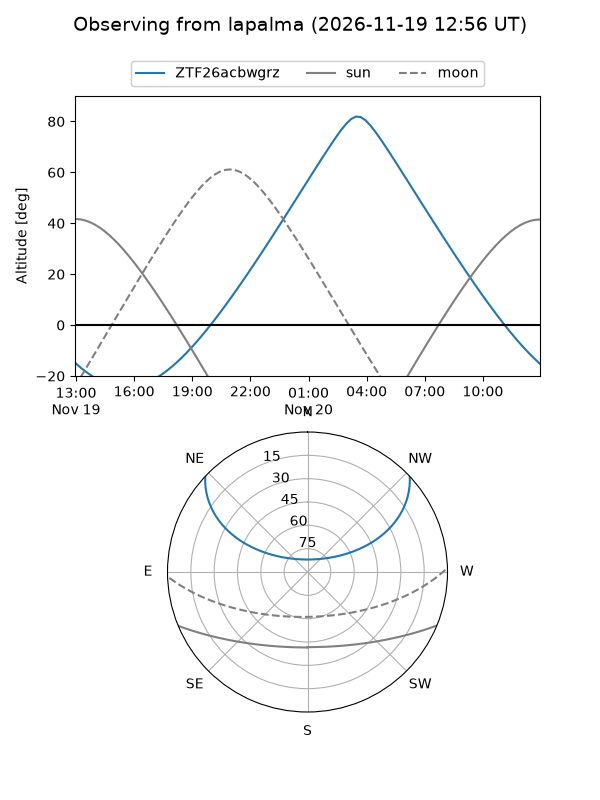 Observing from lapalma (2026-11-19 12:56 UT)
ZTF26acbwgrz sun moon
Altitude [deg]
80
60
40
20
0
−20
13:00 16:00 19:00 22:00 01:00 04:00 07:00 10:00
Nov 19 Nov 20
N
NE NW
15
30
45
60
75
E W
SE SW
S